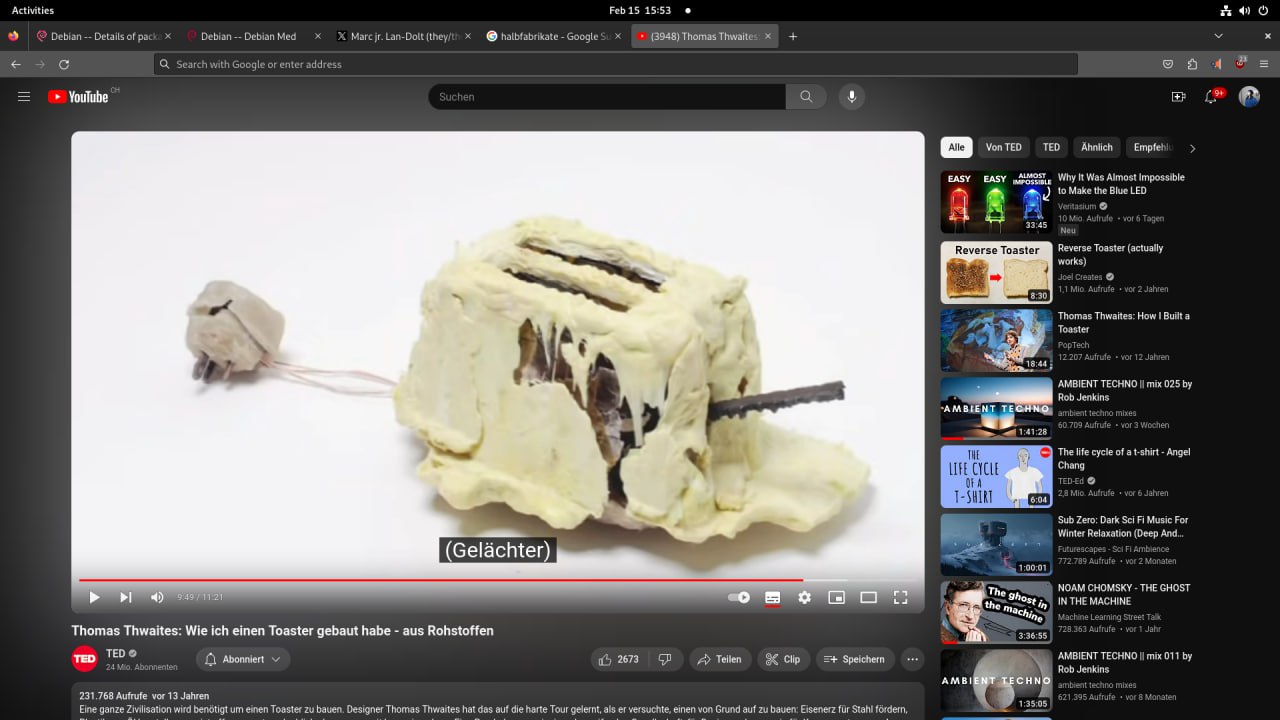 Activities
Feb 15 15:53
Debian -- Details of pack
Debian -- Debian Med
Marc jr. Lan-Dolt (they/th
halbfabrikate - Google Su
(3948) Thomas Thwaites:
Search with Google or enter address
23
YouTube CH
Suchen
9+
Alle
Von TED
TED
Ähnlich
Empfehlu
EASY EASY ALMOST IMPOSSIBLE
33:45
Why It Was Almost Impossible
to Make the Blue LED
Veritasium
10 Mio. Aufrufe • vor 6 Tagen
Neu
Reverse Toaster
8:30
Reverse Toaster (actually
works)
Joel Creates
1,1 Mio. Aufrufe • vor 2 Jahren
18:44
Thomas Thwaites: How I Built a
Toaster
PopTech
12.207 Aufrufe • vor 12 Jahren
AMBIENT TECHNO
1:41:28
AMBIENT TECHNO || mix 025 by
Rob Jenkins
ambient techno mixes
60.709 Aufrufe • vor 3 Wochen
THE
LIFE CYCLE
OF A
T-SHIRT
6:04
The life cycle of a t-shirt - Angel
Chang
TED-Ed
2,8 Mio. Aufrufe • vor 6 Jahren
1:00:01
Sub Zero: Dark Sci Fi Music For
Winter Relaxation (Deep And...
Futurescapes - Sci Fi Ambience
772.789 Aufrufe • vor 2 Monaten
The ghost in
the machine
3:36:55
NOAM CHOMSKY - THE GHOST
IN THE MACHINE
Machine Learning Street Talk
728.363 Aufrufe • vor 1 Jahr
AMBIENT TECHNO
1:35:05
AMBIENT TECHNO || mix 011 by
Rob Jenkins
ambient techno mixes
621.395 Aufrufe • vor 8 Monaten
(Gelächter)
9:49 / 11:21
Thomas Thwaites: Wie ich einen Toaster gebaut habe - aus Rohstoffen
TED
TED
24 Mio. Abonnenten
Abonniert
2673
Teilen
Clip
Speichern
231.768 Aufrufe vor 13 Jahren
Eine ganze Zivilisation wird benötigt um einen Toaster zu bauen. Designer Thomas Thwaites hat das auf die harte Tour gelernt, als er versuchte, einen von Grund auf zu bauen: Eisenerz für Stahl fördern,